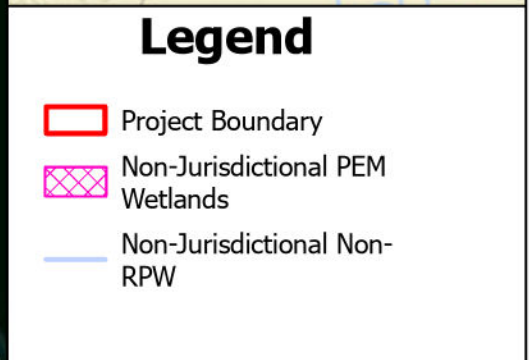 Legend
Project Boundary
Non-Jurisdictional PEM
Wetlands
Non-Jurisdictional Non-
RPW